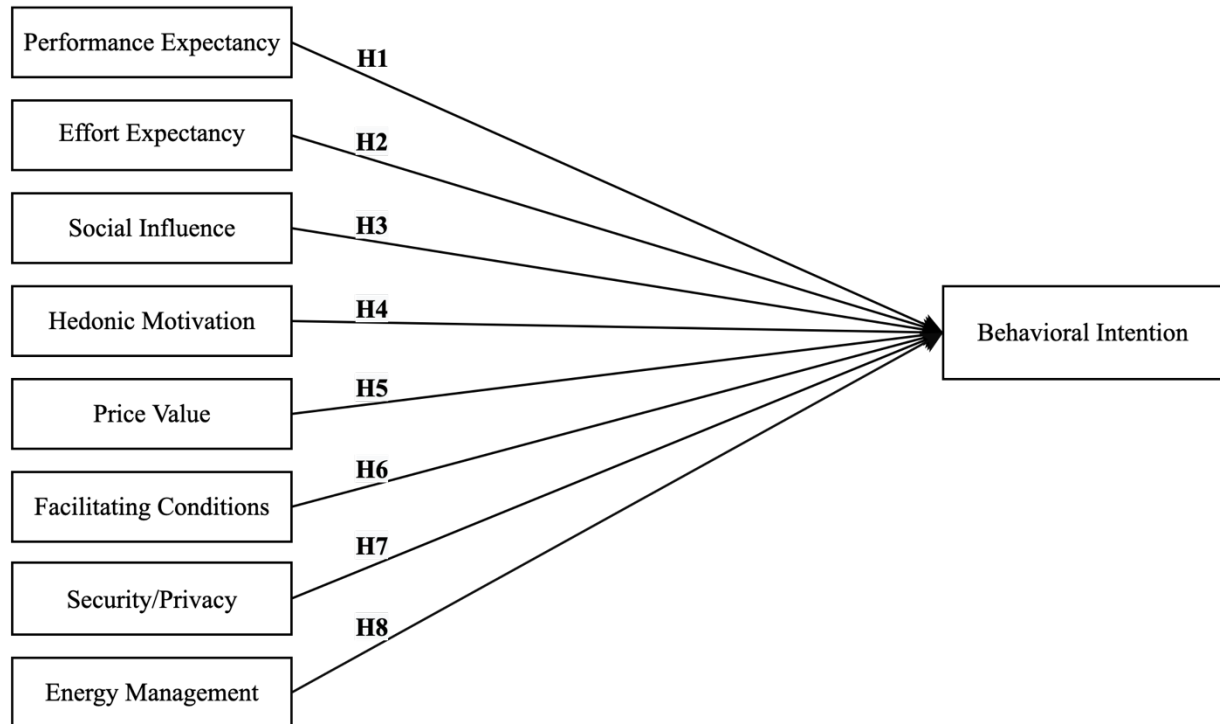 Performance Expectancy
H1
Effort Expectancy
H2
Social Influence
H3
Hedonic Motivation
H4
Behavioral Intention
Price Value
H5
Facilitating Conditions
H6
Security/Privacy
H7
Energy Management
H8